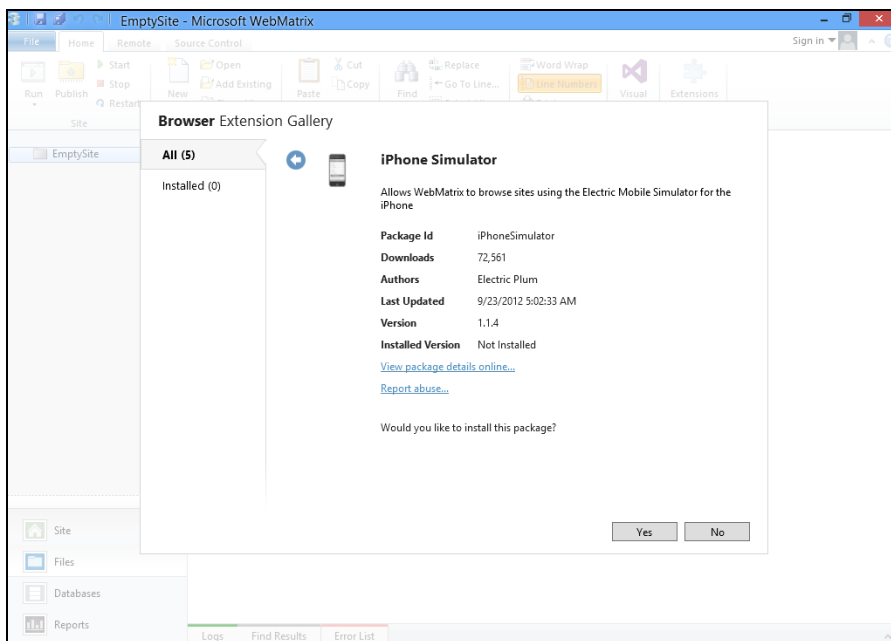 EmptySite - Microsoft WebMatrix
File
Home
Remote
Source Control
Sign in
Run
Publish
Start
Stop
Restart
Site
New
Open
Add Existing
Paste
Cut
Copy
Find
Replace
Go To Line...
Word Wrap
Line Numbers
Visual
Extensions
EmptySite
Browser Extension Gallery
All (5)
Installed (0)
iPhone Simulator
Allows WebMatrix to browse sites using the Electric Mobile Simulator for the
iPhone
Package Id iPhoneSimulator
Downloads 72,561
Authors Electric Plum
Last Updated 9/23/2012 5:02:33 AM
Version 1.1.4
Installed Version Not Installed
View package details online...
Report abuse...
Would you like to install this package?
Yes
No
Site
Files
Databases
Reports
Logs
Find Results
Error List